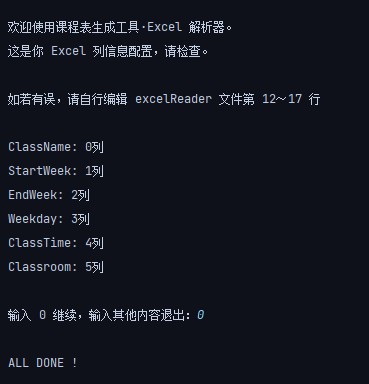 欢迎使用课程表生成工具·Excel 解析器。
这是你 Excel 列信息配置，请检查。
如若有误，请自行编辑 excelReader 文件第 12～17 行
ClassName: 0列
StartWeek: 1列
EndWeek: 2列
Weekday: 3列
ClassTime: 4列
Classroom: 5列
输入 0 继续，输入其他内容退出：0
ALL DONE !